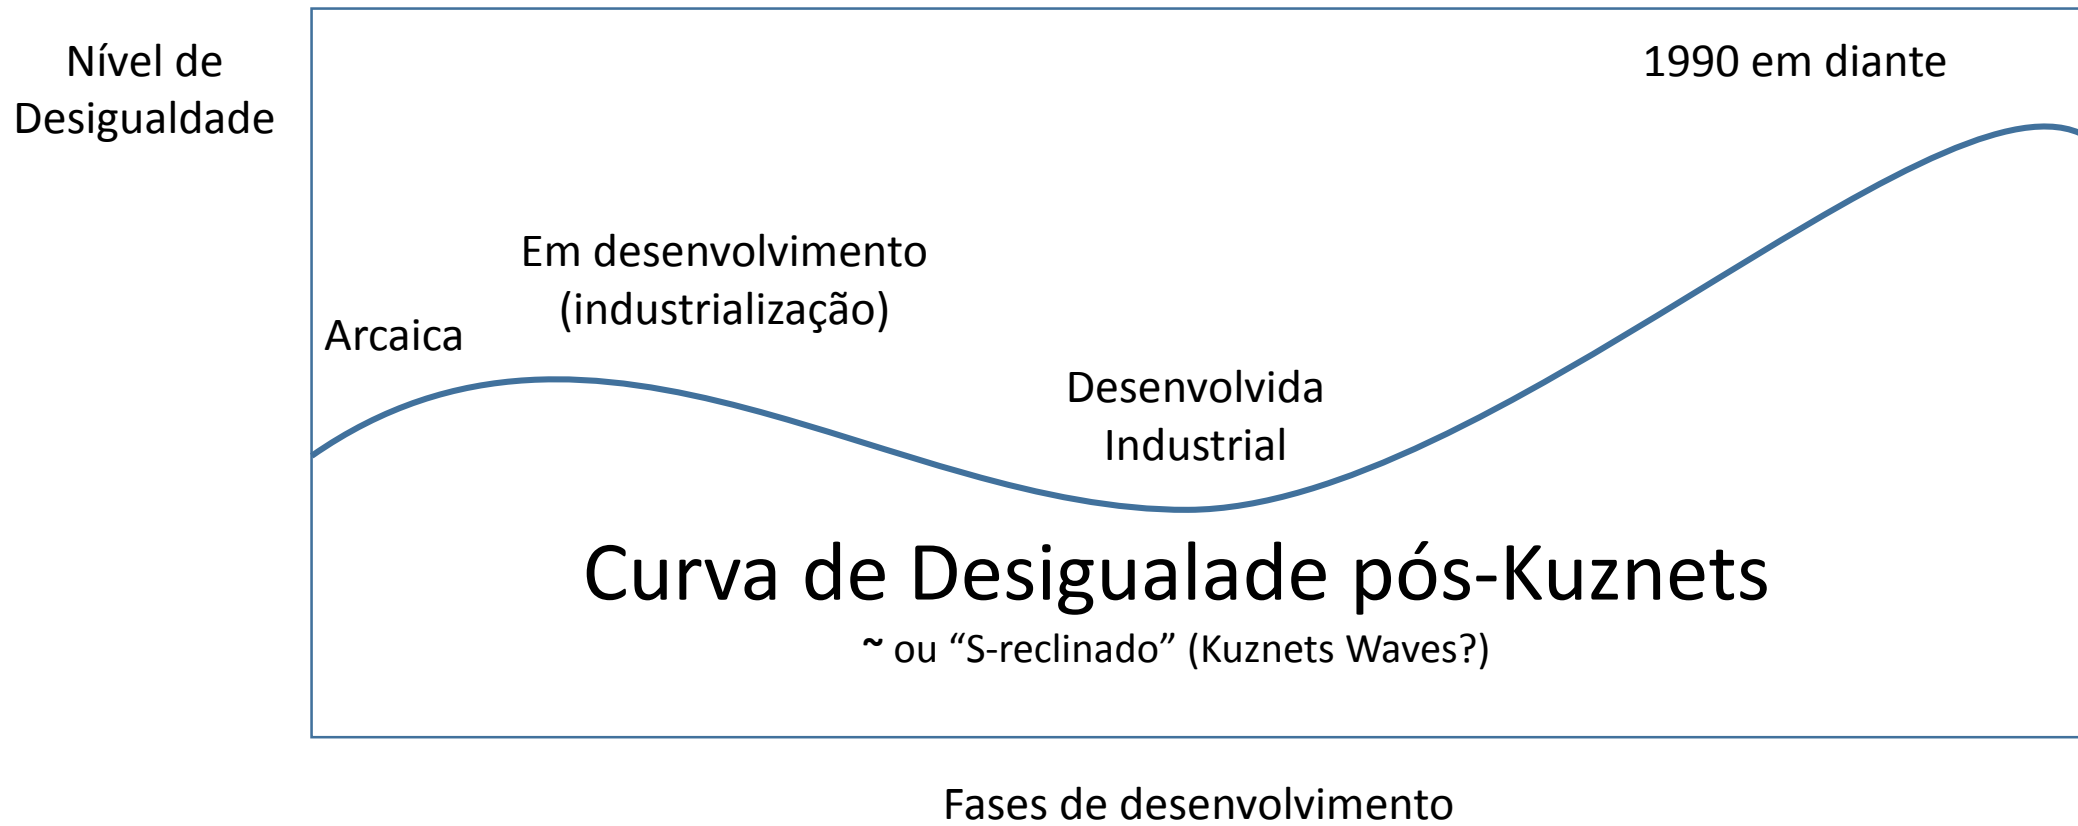 Nível de
Desigualdade
1990 em diante
Em desenvolvimento
(industrialização)
Arcaica
Desenvolvida
Industrial
Curva de Desigualade pós-Kuznets
~ ou “S-reclinado” (Kuznets Waves?)
Fases de desenvolvimento